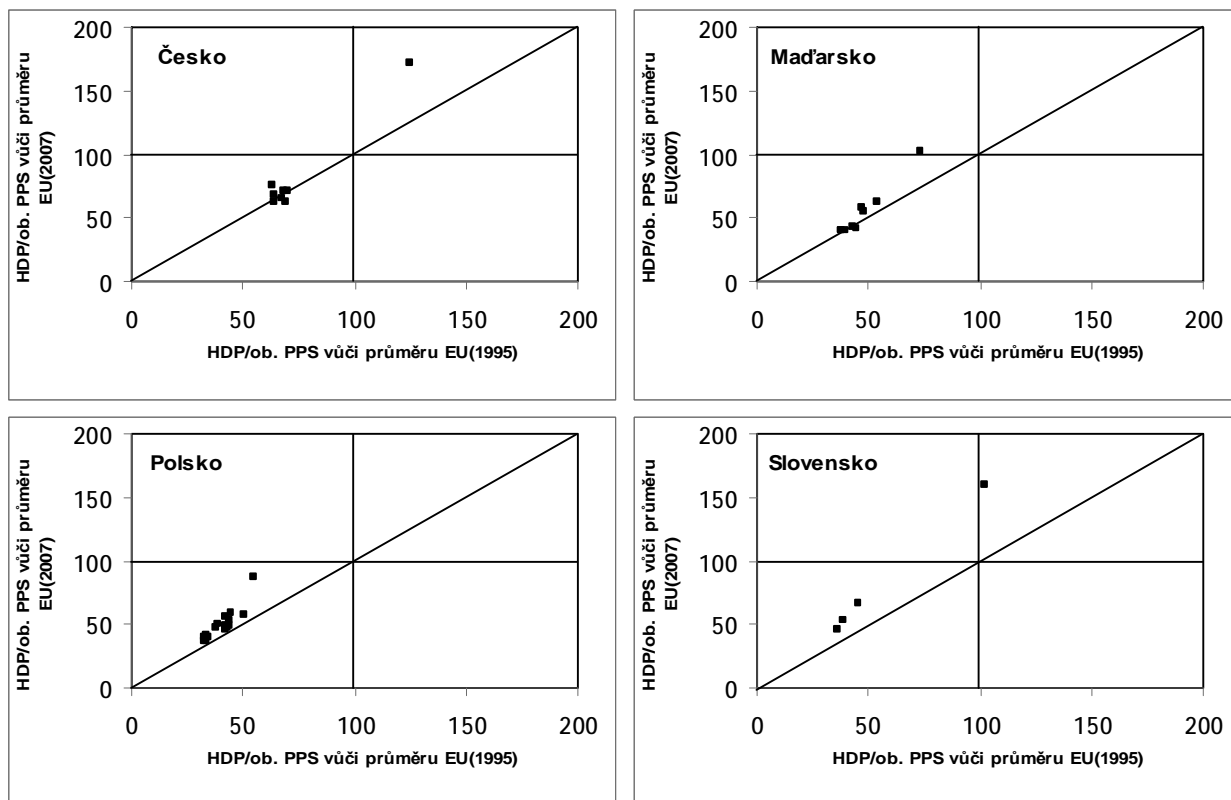 Česko
HDP/ob. PPS vůči průměru
EU(2007)
200
150
100
50
0
0 50 100 150 200
HDP/ob. PPS vůči průměru EU(1995)
Maďarsko
HDP/ob. PPS vůči průměru
EU(2007)
200
150
100
50
0
0 50 100 150 200
HDP/ob. PPS vůči průměru EU(1995)
Polsko
HDP/ob. PPS vůči průměru
EU(2007)
200
150
100
50
0
0 50 100 150 200
HDP/ob. PPS vůči průměru EU(1995)
Slovensko
HDP/ob. PPS vůči průměru
EU(2007)
200
150
100
50
0
0 50 100 150 200
HDP/ob. PPS vůči průměru EU(1995)